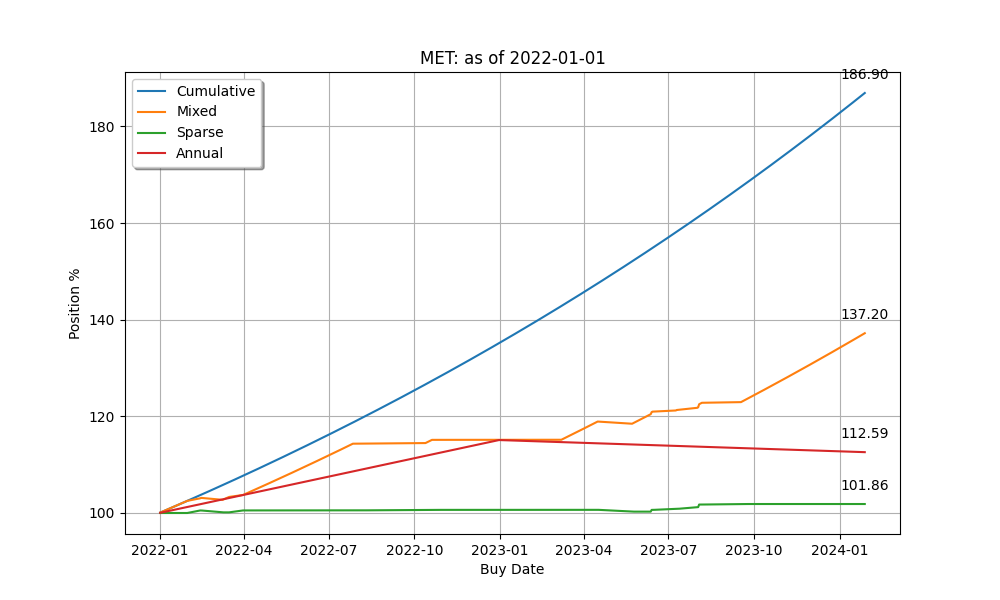 MET: as of 2022-01-01
186.90
Cumulative
Mixed
Sparse
Annual
180
160
140
120
100
137.20
112.59
101.86
Position %
2022-01 2022-04 2022-07 2022-10 2023-01 2023-04 2023-07 2023-10 2024-01
Buy Date